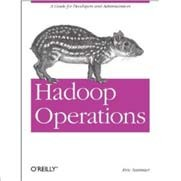 A Guide for Developers and Administrators
Hadoop
Operations
O'REILLY®
Eric Sammer